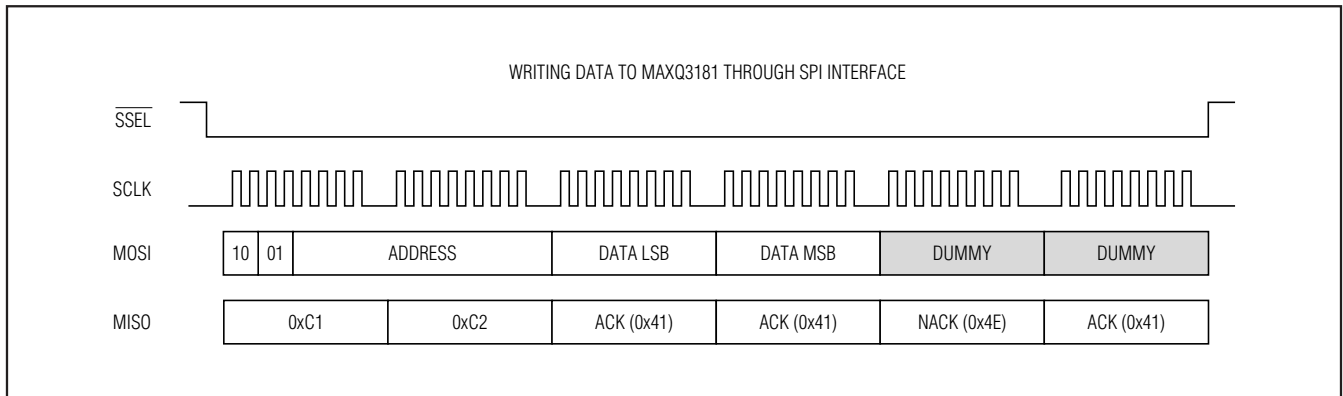 WRITING DATA TO MAXQ3181 THROUGH SPI INTERFACE
SSEL
SCLK
MOSI 10 01 ADDRESS DATA LSB DATA MSB DUMMY DUMMY
MISO 0xC1 0xC2 ACK (0x41) ACK (0x41) NACK (0x4E) ACK (0x41)